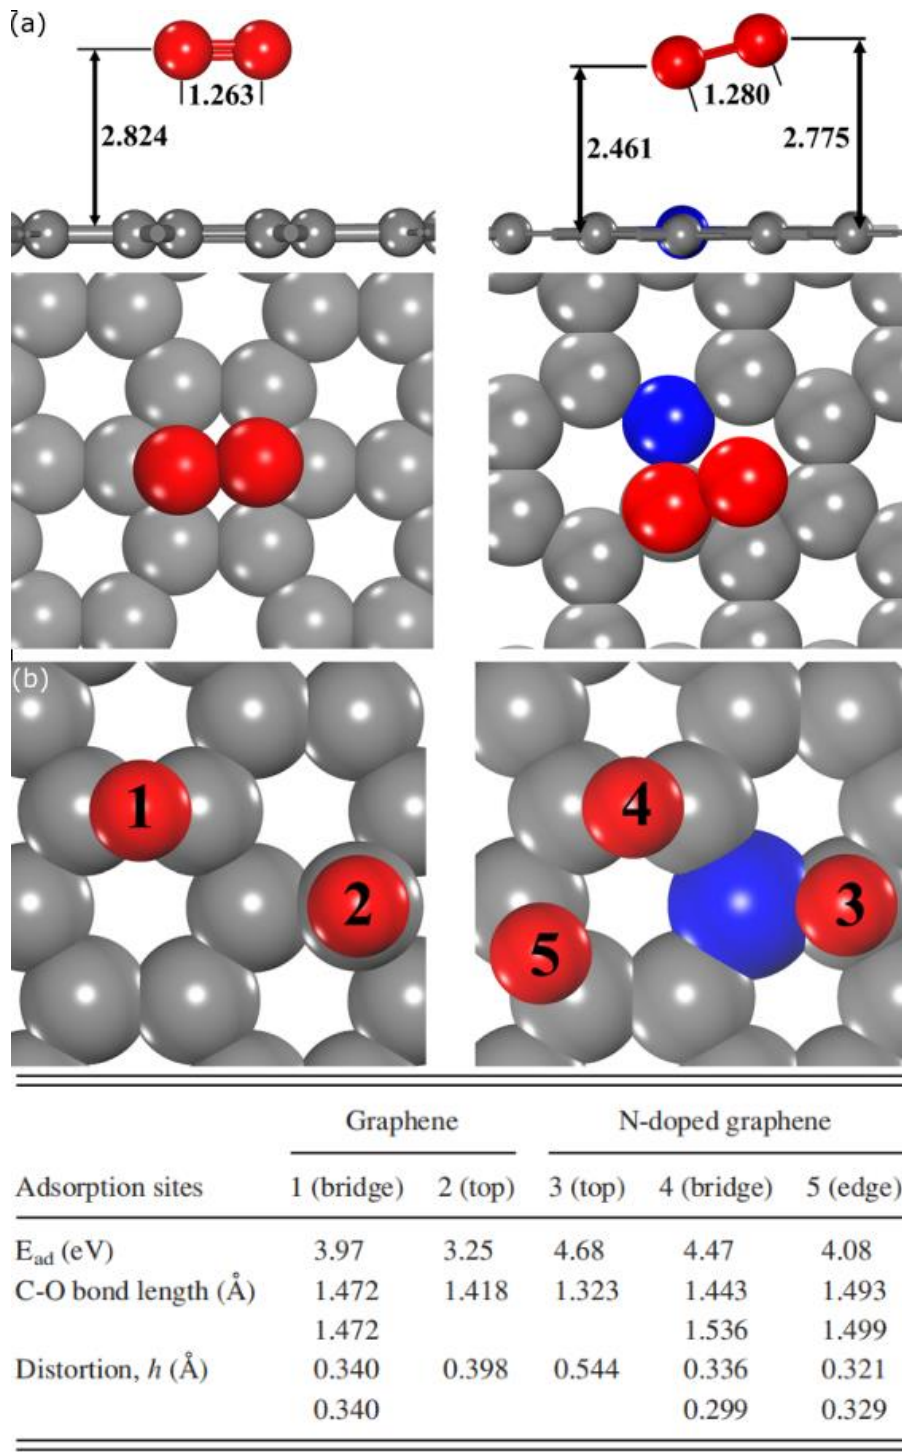 (a)
1.263
2.824
1.280
2.461
2.775
(b)
1
2
4
3
5
Graphene N-doped graphene
Adsorption sites 1 (bridge) 2 (top) 3 (top) 4 (bridge) 5 (edge)
E_ad (eV) 3.97 3.25 4.68 4.47 4.08
C-O bond length (Å) 1.472 1.418 1.323 1.443 1.493
1.472 1.536 1.499
Distortion, h (Å) 0.340 0.398 0.544 0.336 0.321
0.340 0.299 0.329